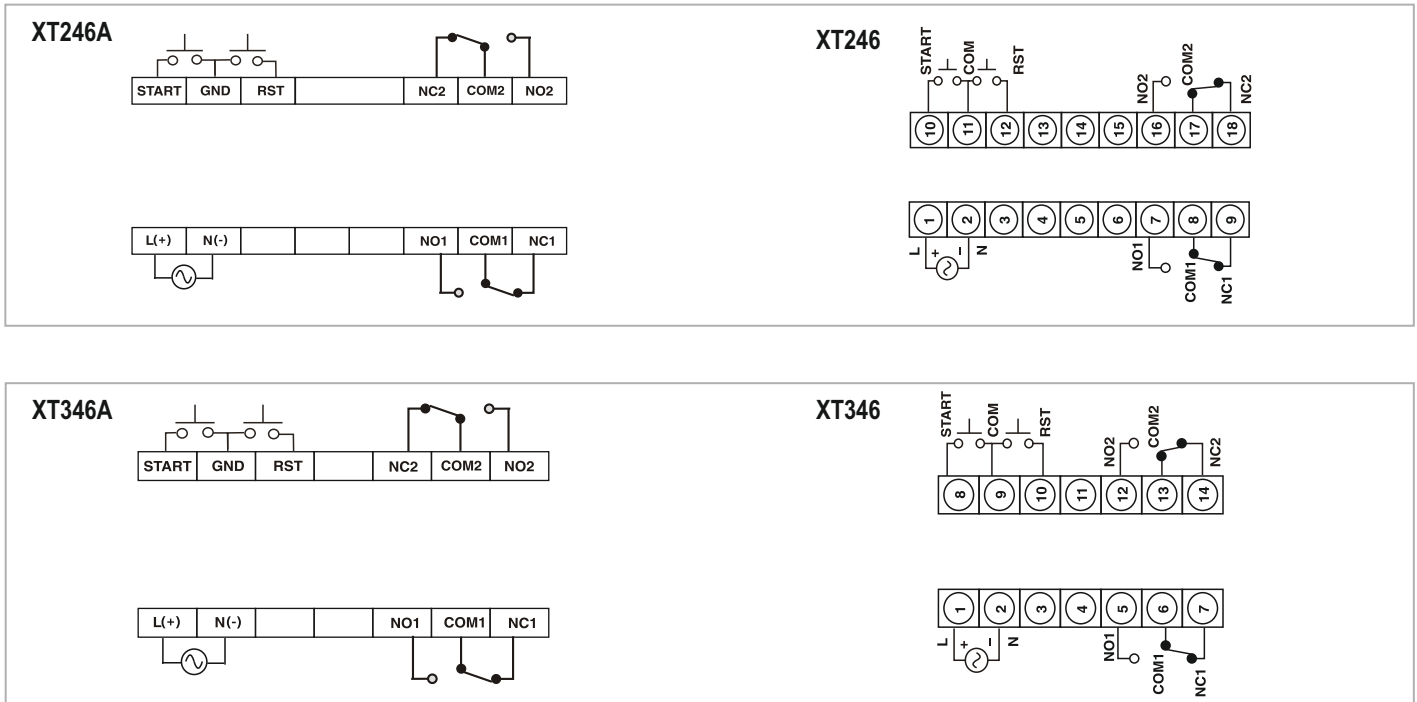 XT246A
START GND RST NC2 COM2 NO2
L(+) N(-) NO1 COM1 NC1
XT246
START COM RST NO2 COM2 NC2
10 11 12 13 14 15 16 17 18
1 2 3 4 5 6 7 8 9
L + - N NO1 COM1 NC1
XT346A
START GND RST NC2 COM2 NO2
L(+) N(-) NO1 COM1 NC1
XT346
START COM RST NO2 COM2 NC2
8 9 10 11 12 13 14
1 2 3 4 5 6 7
L + - N NO1 COM1 NC1